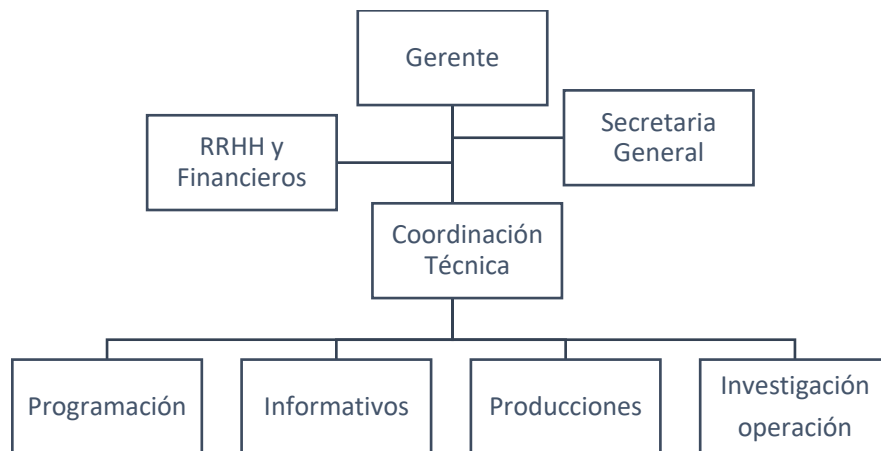 Gerente
Secretaria
General
RRHH y
Financieros
Coordinación
Técnica
Programación
Informativos
Producciones
Investigación
operación